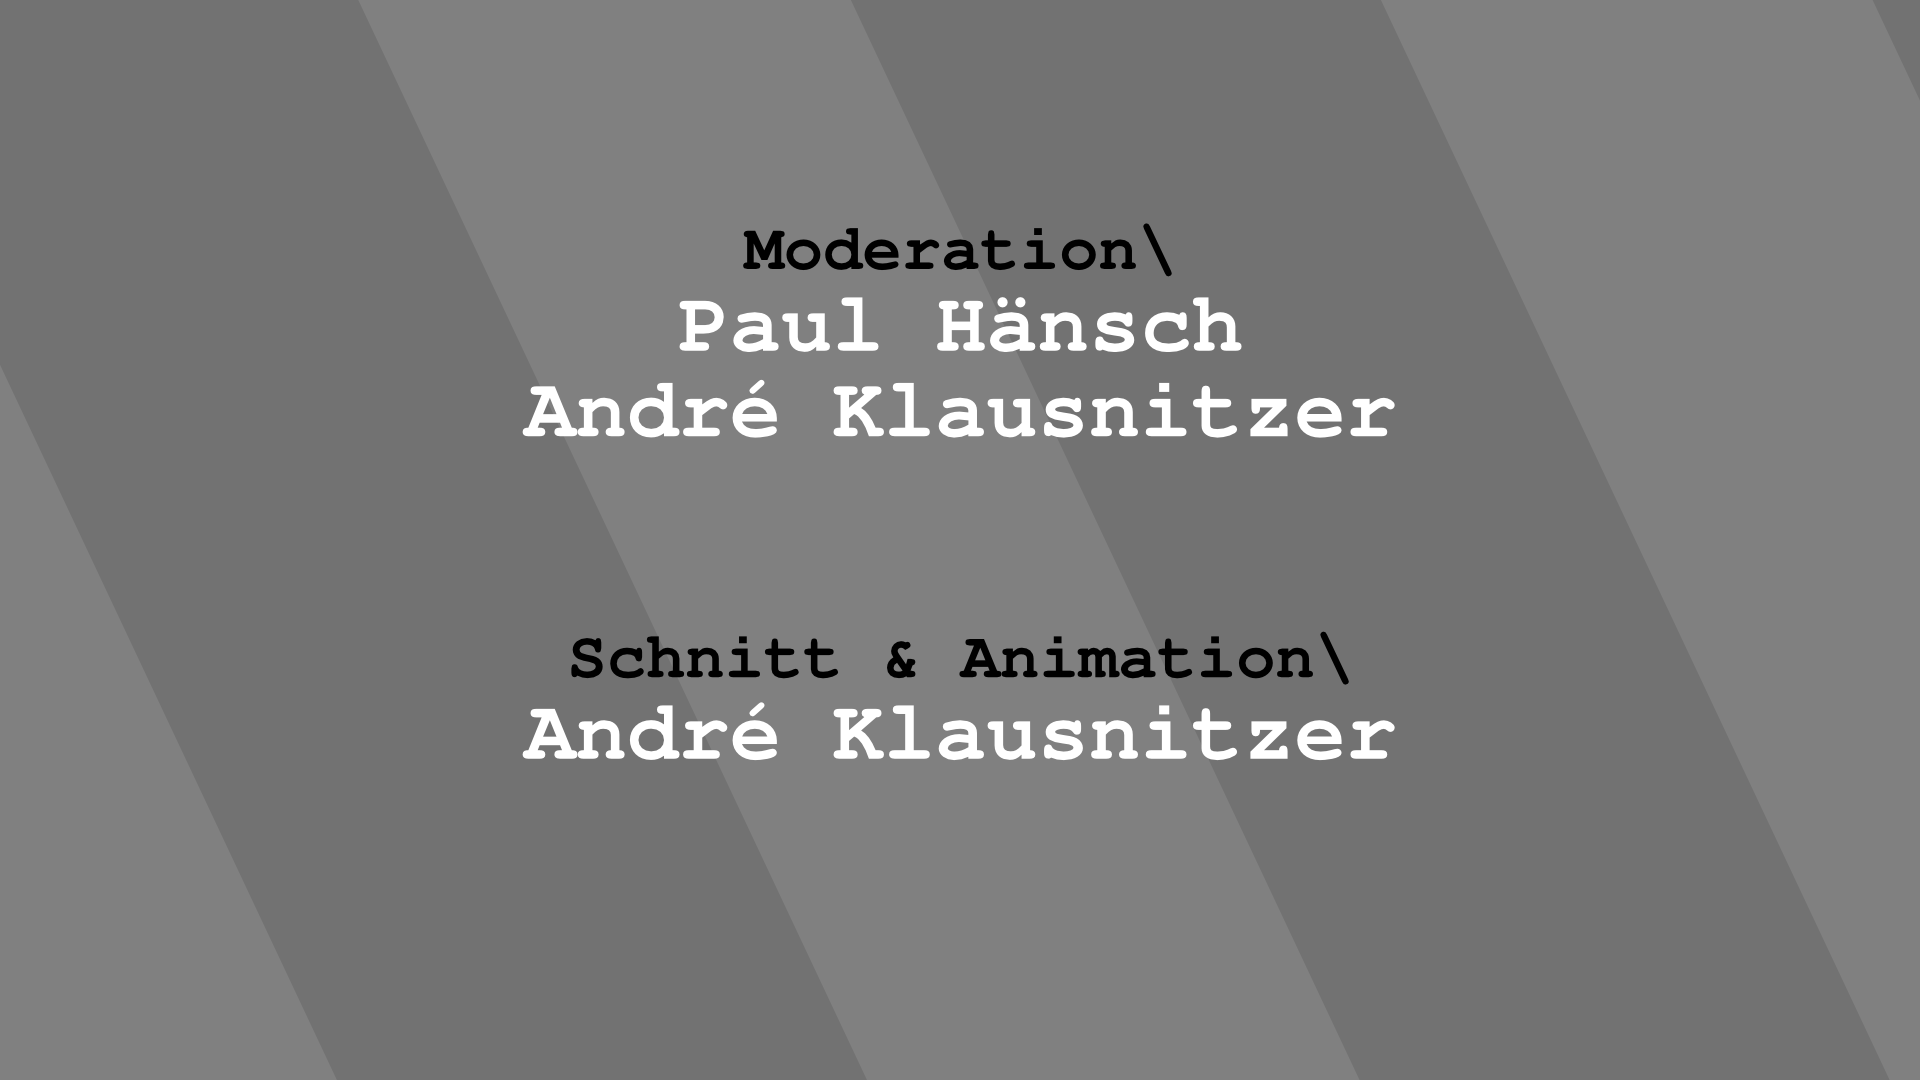 Moderation\
Paul Hänsch
André Klausnitzer
Schnitt & Animation\
André Klausnitzer